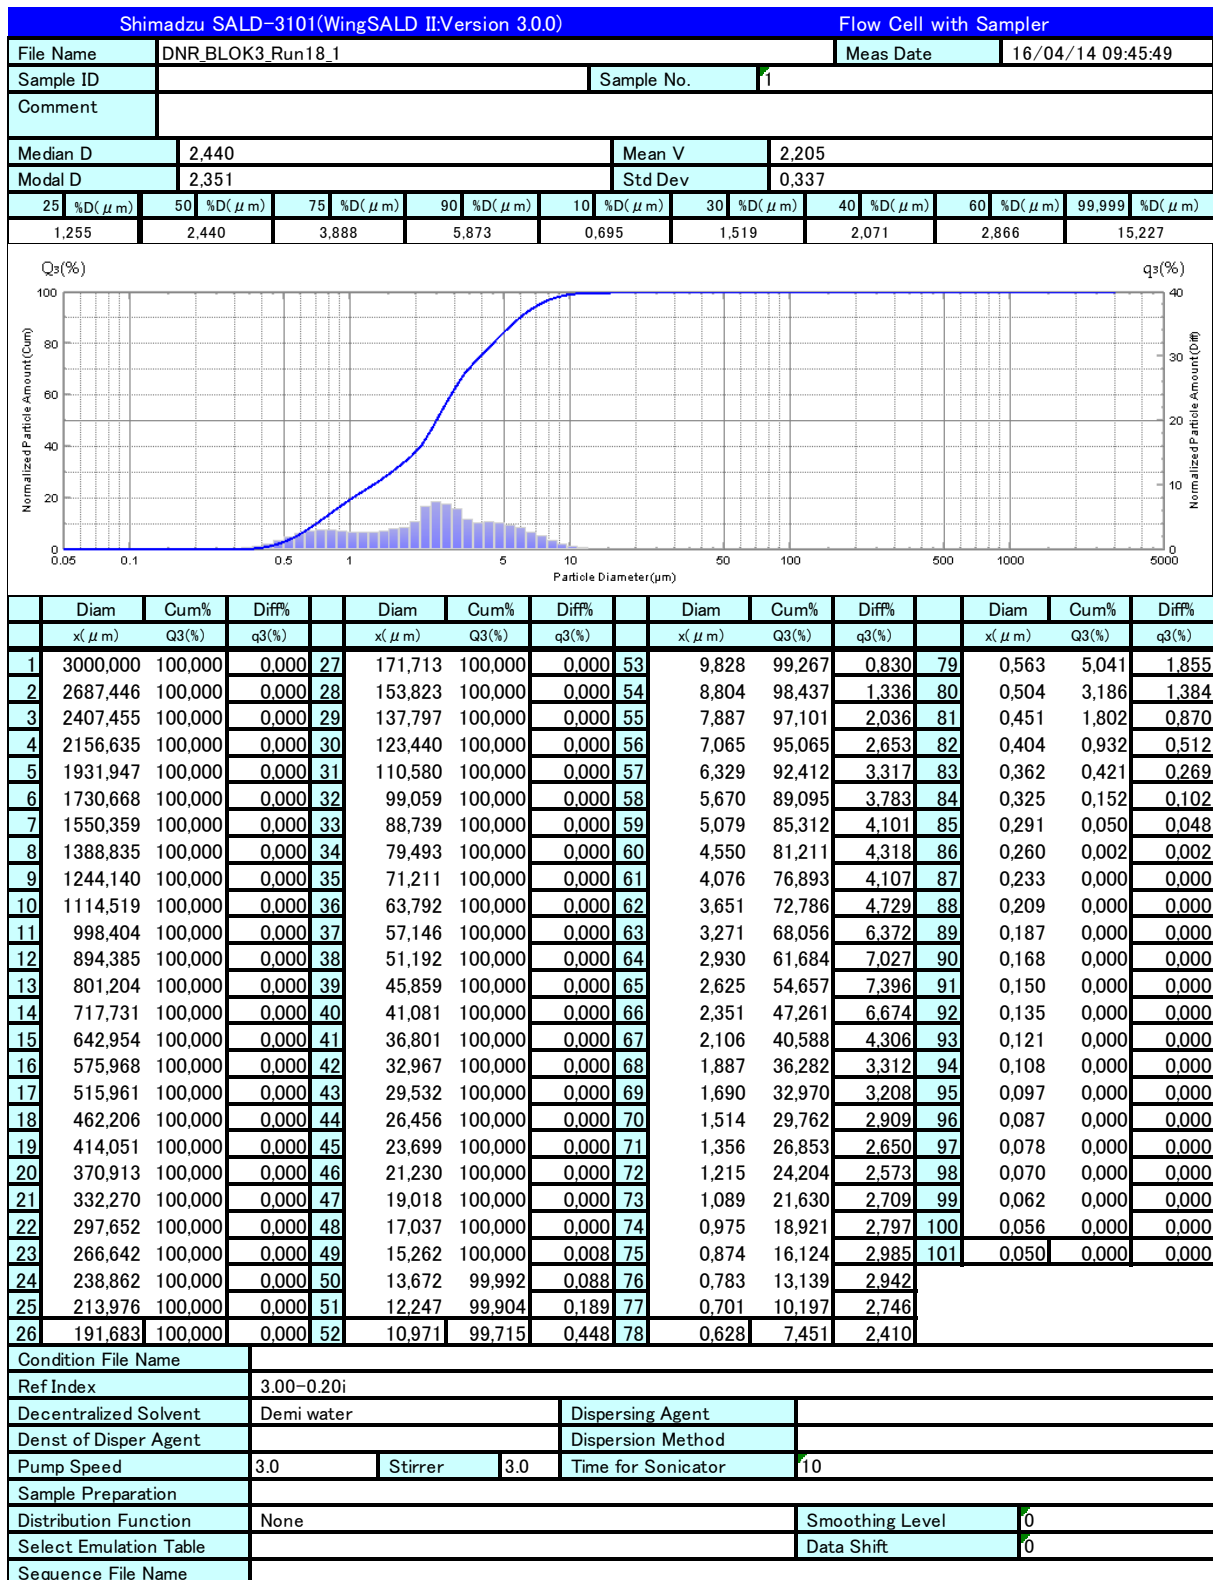 Shimadzu SALD-3101(WingSALD II:Version 3.0.0) Flow Cell with Sampler
File Name DNR_BLOK3_Run18_1 Meas Date 16/04/14 09:45:49
Sample ID Sample No. 1
Comment
Median D 2,440 Mean V 2,205
Modal D 2,351 Std Dev 0,337
25 %D(μm) 50 %D(μm) 75 %D(μm) 90 %D(μm) 10 %D(μm) 30 %D(μm) 40 %D(μm) 60 %D(μm) 99,999 %D(μm)
1,255 2,440 3,888 5,873 0,695 1,519 2,071 2,866 15,227
Q3(%) q3(%)
100 40
80
30
60
20
40
10
20
0 0
Normalized Particle Amount(Cum)
Normalized Particle Amount(Diff)
0.05 0.1 0.5 1 5 10 50 100 500 1000 5000
Particle Diameter(μm)
Diam Cum% Diff% Diam Cum% Diff% Diam Cum% Diff% Diam Cum% Diff%
x(μm) Q3(%) q3(%) x(μm) Q3(%) q3(%) x(μm) Q3(%) q3(%) x(μm) Q3(%) q3(%)
1 3000,000 100,000 0,000 27 171,713 100,000 0,000 53 9,828 99,267 0,830 79 0,563 5,041 1,855
2 2687,446 100,000 0,000 28 153,823 100,000 0,000 54 8,804 98,437 1,336 80 0,504 3,186 1,384
3 2407,455 100,000 0,000 29 137,797 100,000 0,000 55 7,887 97,101 2,036 81 0,451 1,802 0,870
4 2156,635 100,000 0,000 30 123,440 100,000 0,000 56 7,065 95,065 2,653 82 0,404 0,932 0,512
5 1931,947 100,000 0,000 31 110,580 100,000 0,000 57 6,329 92,412 3,317 83 0,362 0,421 0,269
6 1730,668 100,000 0,000 32 99,059 100,000 0,000 58 5,670 89,095 3,783 84 0,325 0,152 0,102
7 1550,359 100,000 0,000 33 88,739 100,000 0,000 59 5,079 85,312 4,101 85 0,291 0,050 0,048
8 1388,835 100,000 0,000 34 79,493 100,000 0,000 60 4,550 81,211 4,318 86 0,260 0,002 0,002
9 1244,140 100,000 0,000 35 71,211 100,000 0,000 61 4,076 76,893 4,107 87 0,233 0,000 0,000
10 1114,519 100,000 0,000 36 63,792 100,000 0,000 62 3,651 72,786 4,729 88 0,209 0,000 0,000
11 998,404 100,000 0,000 37 57,146 100,000 0,000 63 3,271 68,056 6,372 89 0,187 0,000 0,000
12 894,385 100,000 0,000 38 51,192 100,000 0,000 64 2,930 61,684 7,027 90 0,168 0,000 0,000
13 801,204 100,000 0,000 39 45,859 100,000 0,000 65 2,625 54,657 7,396 91 0,150 0,000 0,000
14 717,731 100,000 0,000 40 41,081 100,000 0,000 66 2,351 47,261 6,674 92 0,135 0,000 0,000
15 642,954 100,000 0,000 41 36,801 100,000 0,000 67 2,106 40,588 4,306 93 0,121 0,000 0,000
16 575,968 100,000 0,000 42 32,967 100,000 0,000 68 1,887 36,282 3,312 94 0,108 0,000 0,000
17 515,961 100,000 0,000 43 29,532 100,000 0,000 69 1,690 32,970 3,208 95 0,097 0,000 0,000
18 462,206 100,000 0,000 44 26,456 100,000 0,000 70 1,514 29,762 2,909 96 0,087 0,000 0,000
19 414,051 100,000 0,000 45 23,699 100,000 0,000 71 1,356 26,853 2,650 97 0,078 0,000 0,000
20 370,913 100,000 0,000 46 21,230 100,000 0,000 72 1,215 24,204 2,573 98 0,070 0,000 0,000
21 332,270 100,000 0,000 47 19,018 100,000 0,000 73 1,089 21,630 2,709 99 0,062 0,000 0,000
22 297,652 100,000 0,000 48 17,037 100,000 0,000 74 0,975 18,921 2,797 100 0,056 0,000 0,000
23 266,642 100,000 0,000 49 15,262 100,000 0,008 75 0,874 16,124 2,985 101 0,050 0,000 0,000
24 238,862 100,000 0,000 50 13,672 99,992 0,088 76 0,783 13,139 2,942
25 213,976 100,000 0,000 51 12,247 99,904 0,189 77 0,701 10,197 2,746
26 191,683 100,000 0,000 52 10,971 99,715 0,448 78 0,628 7,451 2,410
Condition File Name
Ref Index 3.00-0.20i
Decentralized Solvent Demi water Dispersing Agent
Denst of Disper Agent Dispersion Method
Pump Speed 3.0 Stirrer 3.0 Time for Sonicator 10
Sample Preparation
Distribution Function None Smoothing Level 0
Select Emulation Table Data Shift 0
Sequence File Name